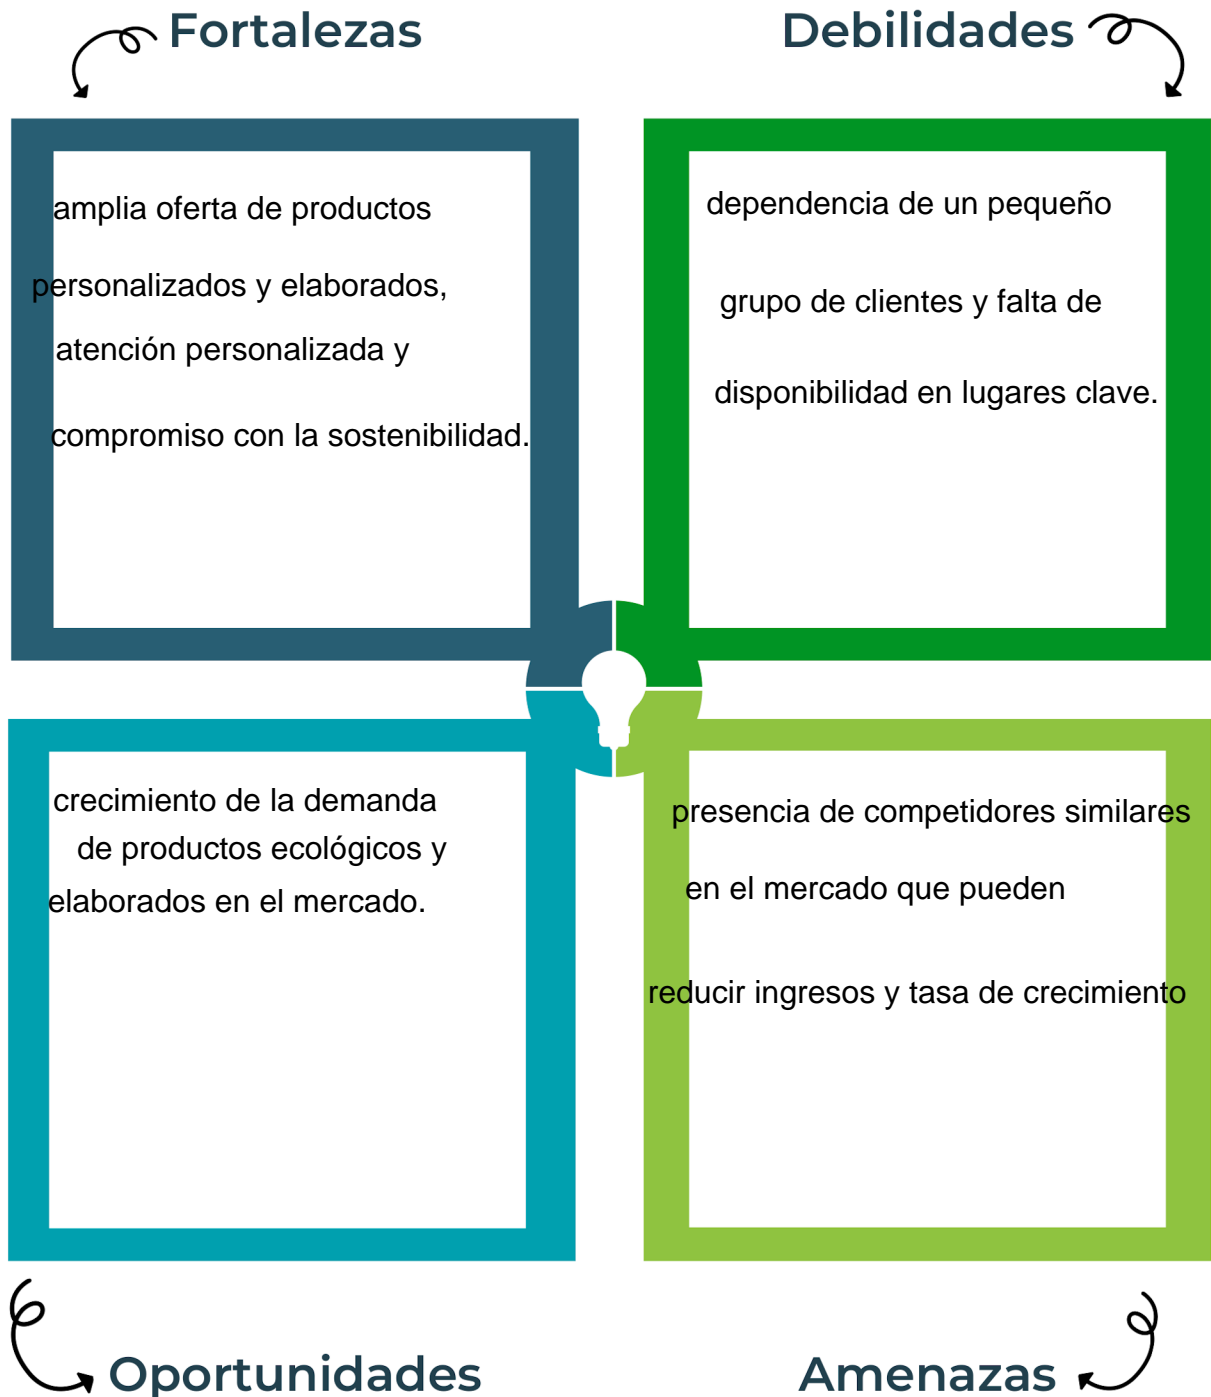 Fortalezas
amplia oferta de productos
personalizados y elaborados,
atención personalizada y
compromiso con la sostenibilidad.
Debilidades
dependencia de un pequeño
grupo de clientes y falta de
disponibilidad en lugares clave.
crecimiento de la demanda
de productos ecológicos y
elaborados en el mercado.
Oportunidades
presencia de competidores similares
en el mercado que pueden
reducir ingresos y tasa de crecimiento
Amenazas